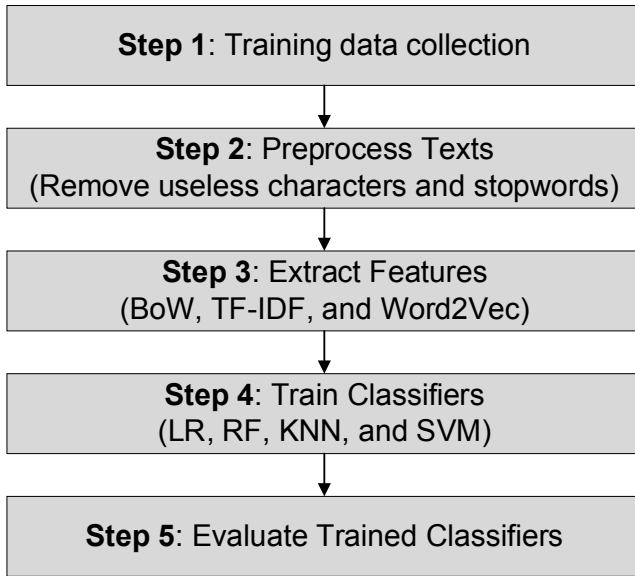 Step 1: Training data collection
Step 2: Preprocess Texts
(Remove useless characters and stopwords)
Step 3: Extract Features
(BoW, TF-IDF, and Word2Vec)
Step 4: Train Classifiers
(LR, RF, KNN, and SVM)
Step 5: Evaluate Trained Classifiers